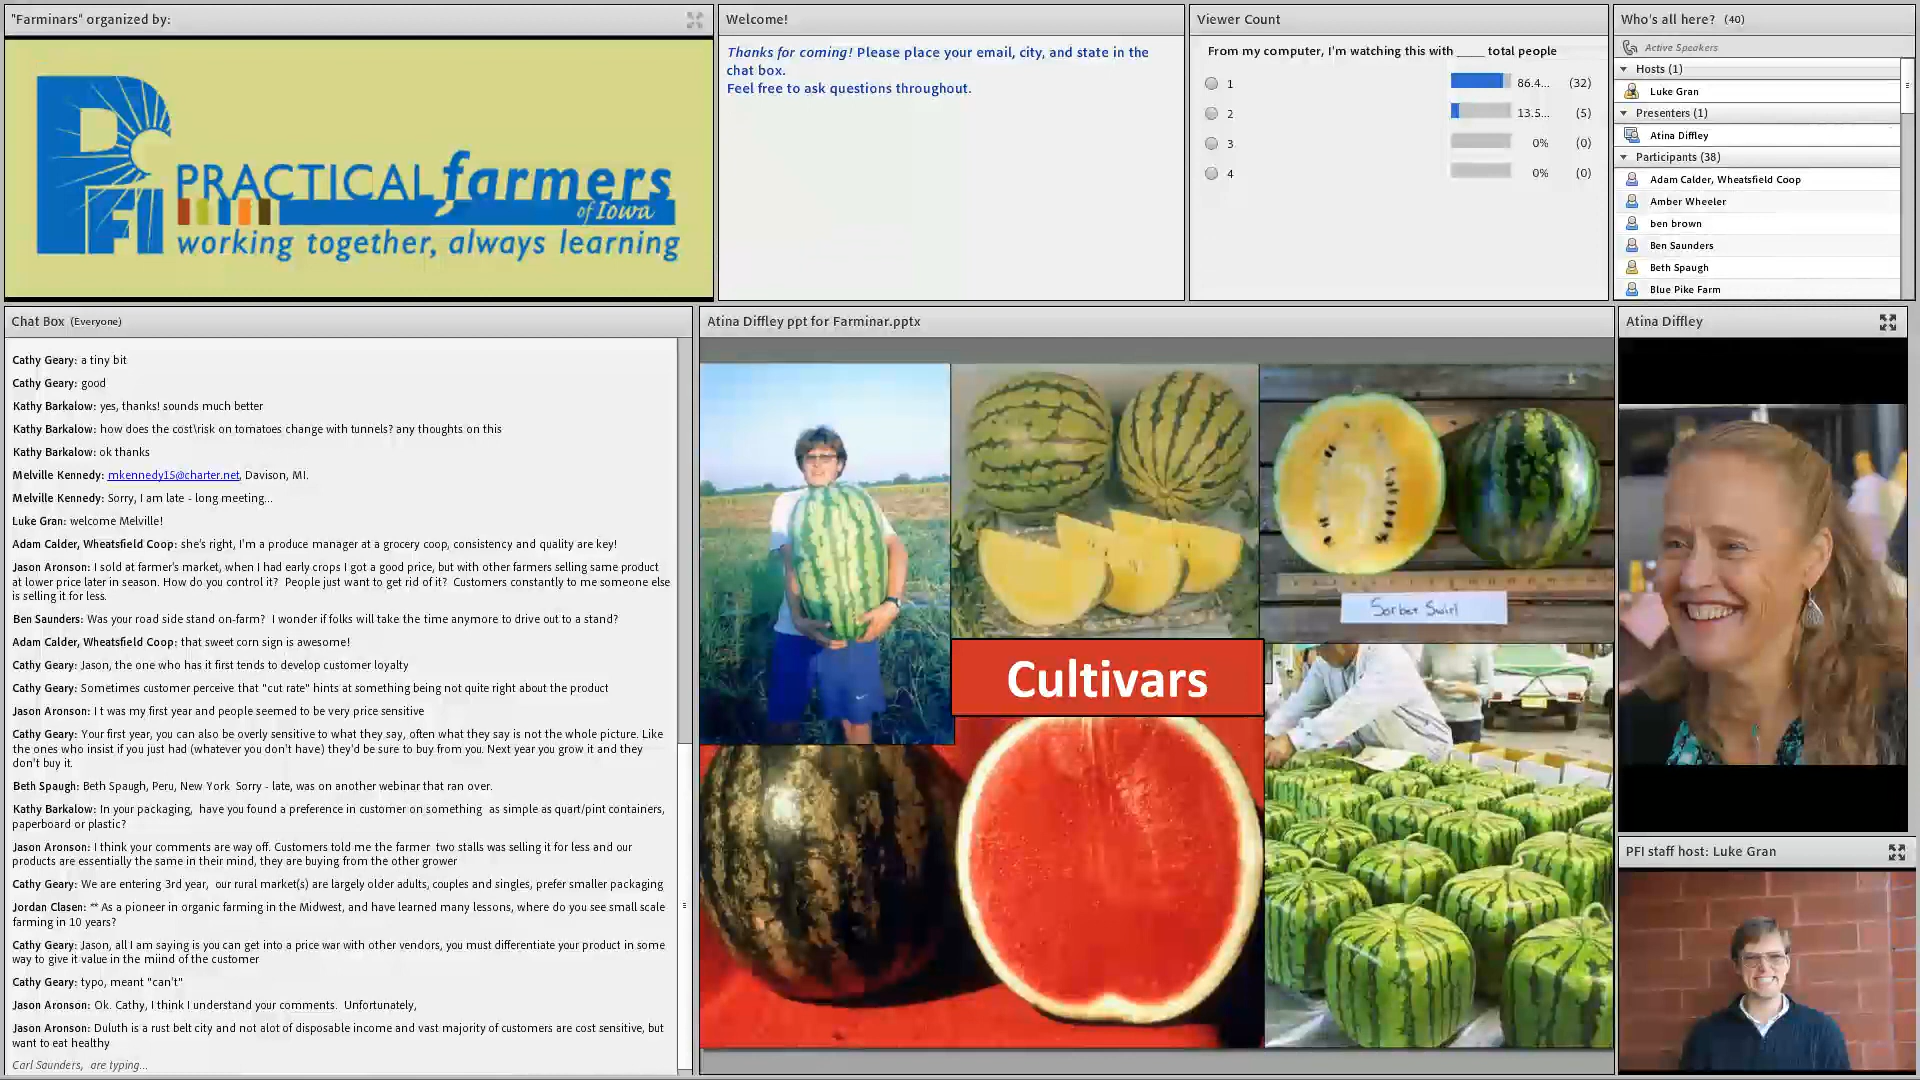 "Farminars" organized by:
PFI
PRACTICAL farmers
of Iowa
working together, always learning
Welcome!
Thanks for coming! Please place your email, city, and state in the
chat box.
Feel free to ask questions throughout.
Viewer Count
From my computer, I'm watching this with ____ total people
1 86.4... (32)
2 13.5... (5)
3 0% (0)
4 0% (0)
Who's all here? (40)
Active Speakers
Hosts (1)
Luke Gran
Presenters (1)
Atina Diffley
Participants (38)
Adam Calder, Wheatsfield Coop
Amber Wheeler
ben brown
Ben Saunders
Beth Spaugh
Blue Pike Farm
Chat Box (Everyone)
Cathy Geary: a tiny bit
Cathy Geary: good
Kathy Barkalow: yes, thanks! sounds much better
Kathy Barkalow: how does the cost\risk on tomatoes change with tunnels? any thoughts on this
Kathy Barkalow: ok thanks
Melville Kennedy: mkennedy15@charter.net, Davison, MI.
Melville Kennedy: Sorry, I am late - long meeting...
Luke Gran: welcome Melville!
Adam Calder, Wheatsfield Coop: she's right, I'm a produce manager at a grocery coop, consistency and quality are key!
Jason Aronson: I sold at farmer's market, when I had early crops I got a good price, but with other farmers selling same product
at lower price later in season. How do you control it? People just want to get rid of it? Customers constantly to me someone else
is selling it for less.
Ben Saunders: Was your road side stand on-farm? I wonder if folks will take the time anymore to drive out to a stand?
Adam Calder, Wheatsfield Coop: that sweet corn sign is awesome!
Cathy Geary: Jason, the one who has it first tends to develop customer loyalty
Cathy Geary: Sometimes customer perceive that "cut rate" hints at something being not quite right about the product
Jason Aronson: I t was my first year and people seemed to be very price sensitive
Cathy Geary: Your first year, you can also be overly sensitive to what they say, often what they say is not the whole picture. Like
the ones who insist if you just had (whatever you don't have) they'd be sure to buy from you. Next year you grow it and they
don't buy it.
Beth Spaugh: Beth Spaugh, Peru, New York Sorry - late, was on another webinar that ran over.
Kathy Barkalow: In your packaging, have you found a preference in customer on something as simple as quart/pint containers,
paperboard or plastic?
Jason Aronson: I think your comments are way off. Customers told me the farmer two stalls was selling it for less and our
products are essentially the same in their mind, they are buying from the other grower
Cathy Geary: We are entering 3rd year, our rural market(s) are largely older adults, couples and singles, prefer smaller packaging
Jordan Clasen: ** As a pioneer in organic farming in the Midwest, and have learned many lessons, where do you see small scale
farming in 10 years?
Cathy Geary: Jason, all I am saying is you can get into a price war with other vendors, you must differentiate your product in some
way to give it value in the miind of the customer
Cathy Geary: typo, meant "can't"
Jason Aronson: Ok. Cathy, I think I understand your comments. Unfortunately,
Jason Aronson: Duluth is a rust belt city and not alot of disposable income and vast majority of customers are cost sensitive, but
want to eat healthy
Carl Saunders, are typing...
Atina Diffley ppt for Farminar.pptx
Sorbet Swirl
Cultivars
Atina Diffley
PFI staff host: Luke Gran